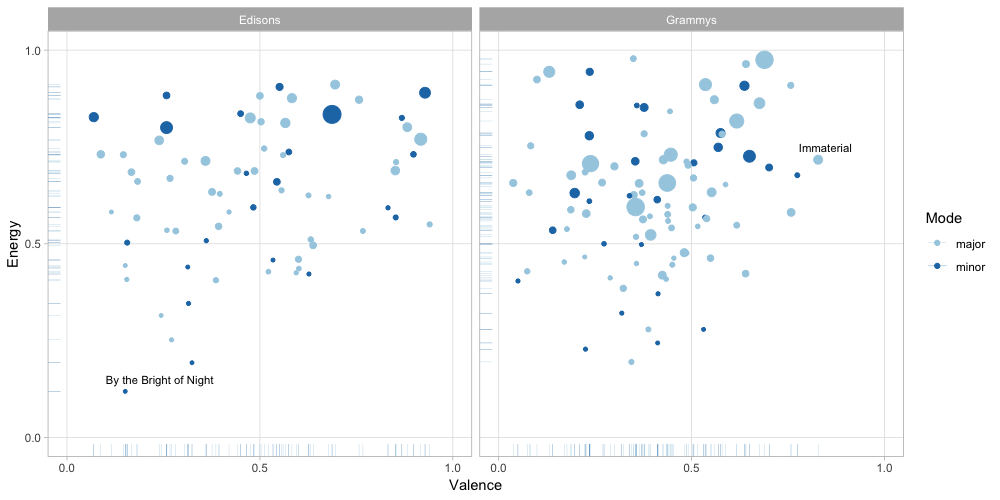 Edisons
Grammys
1.0
0.5
0.0
Energy
Immaterial
By the Bright of Night
0.0
0.5
1.0
0.0
0.5
1.0
Valence
Mode
major
minor